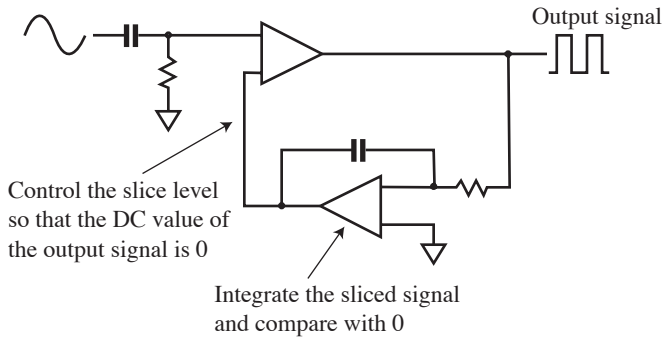 Output signal
Control the slice level
so that the DC value of
the output signal is 0
Integrate the sliced signal
and compare with 0